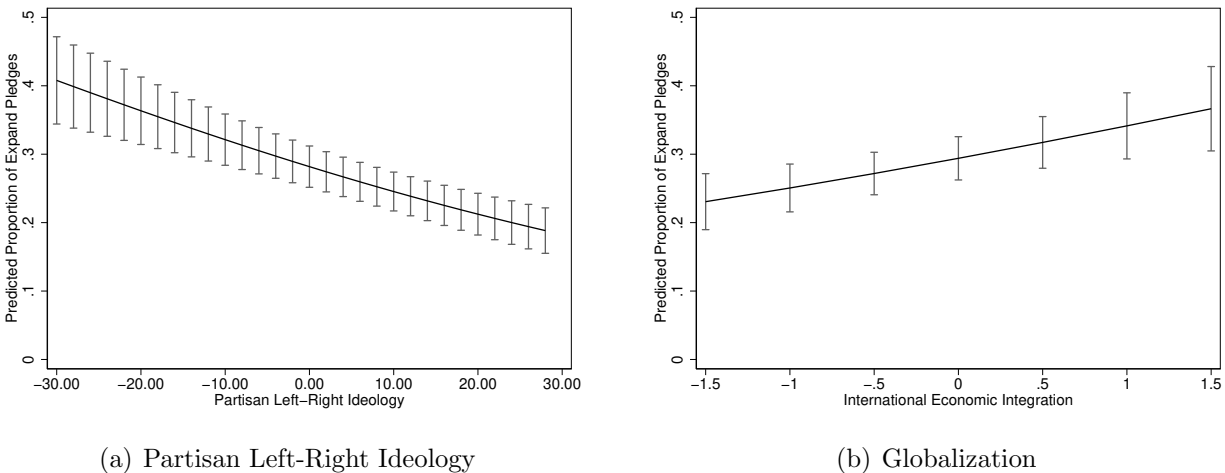 Predicted Proportion of Expand Pledges
.5
.4
.3
.2
.1
0
−30.00 −20.00 −10.00 0.00 10.00 20.00 30.00
Partisan Left−Right Ideology
(a) Partisan Left-Right Ideology
Predicted Proportion of Expand Pledges
.5
.4
.3
.2
.1
0
−1.5 −1 −.5 0 .5 1 1.5
International Economic Integration
(b) Globalization